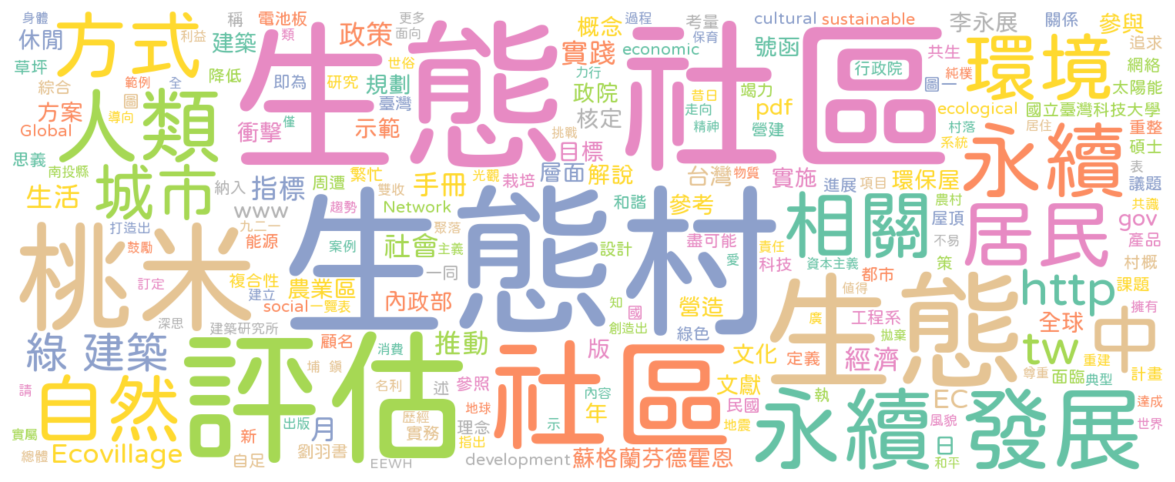 身體
稱
電池板
更多
過程
考量
cultural
sustainable
李永展
關係
參與
休閒
方式
利益
建築
類
政策
面向
概念
世俗
實踐
economic
保育
號函
共生
追求
草坪
網絡
生態社區
環境
綜合
範例
全
降低
即為
研究
規劃
力行
行政院
純樸
圖一
太陽能
方案
圖
導向
臺灣
政院
昔日
竭力
pdf
ecological
國立臺灣科技大學
Global
人類
衝擊
僅
示範
核定
走向
精神
營建
村落
居住
重整
思義
南投縣
挑戰
目標
系統
永續
碩士
表
生活
城市
納入
指標
周遭
繁忙
手冊
光觀
栽培
層面
解說
台灣
物質
實施
進展
項目
環保屋
農村
議題
共識
www
雙收
趨勢
Network
和諧
參考
相關
屋頂
居民
gov
打造出
九二一
鼓勵
能源
案例
聚落
社會
主義
設計
盡可能
責任
愛
科技
資本主義
不易
產品
桃米
生態村
策
村概
訂定
複合性
建立
農業區
一同
內政部
知
國
營造
都市
生態
值得
http
課題
擁有
social
一覽表
創造出
綠色
廣
工程系
全球
中
深思
建築研究所
顧名
消費
推動
版
文化
定義
經濟
拋棄
tw
重建
綠
建築
評估
社區
尊重
面臨
典型
計畫
請
自然
埔
鎮
名利
述
參照
內容
年
文獻
民國
執
永續發展
EC
達成
歷經
地球
地震
風貌
實屬
新
出版
月
實務
理念
示
日
世界
總體
Ecovillage
自足
劉羽書
指出
EEWH
development
蘇格蘭芬德霍恩
和平